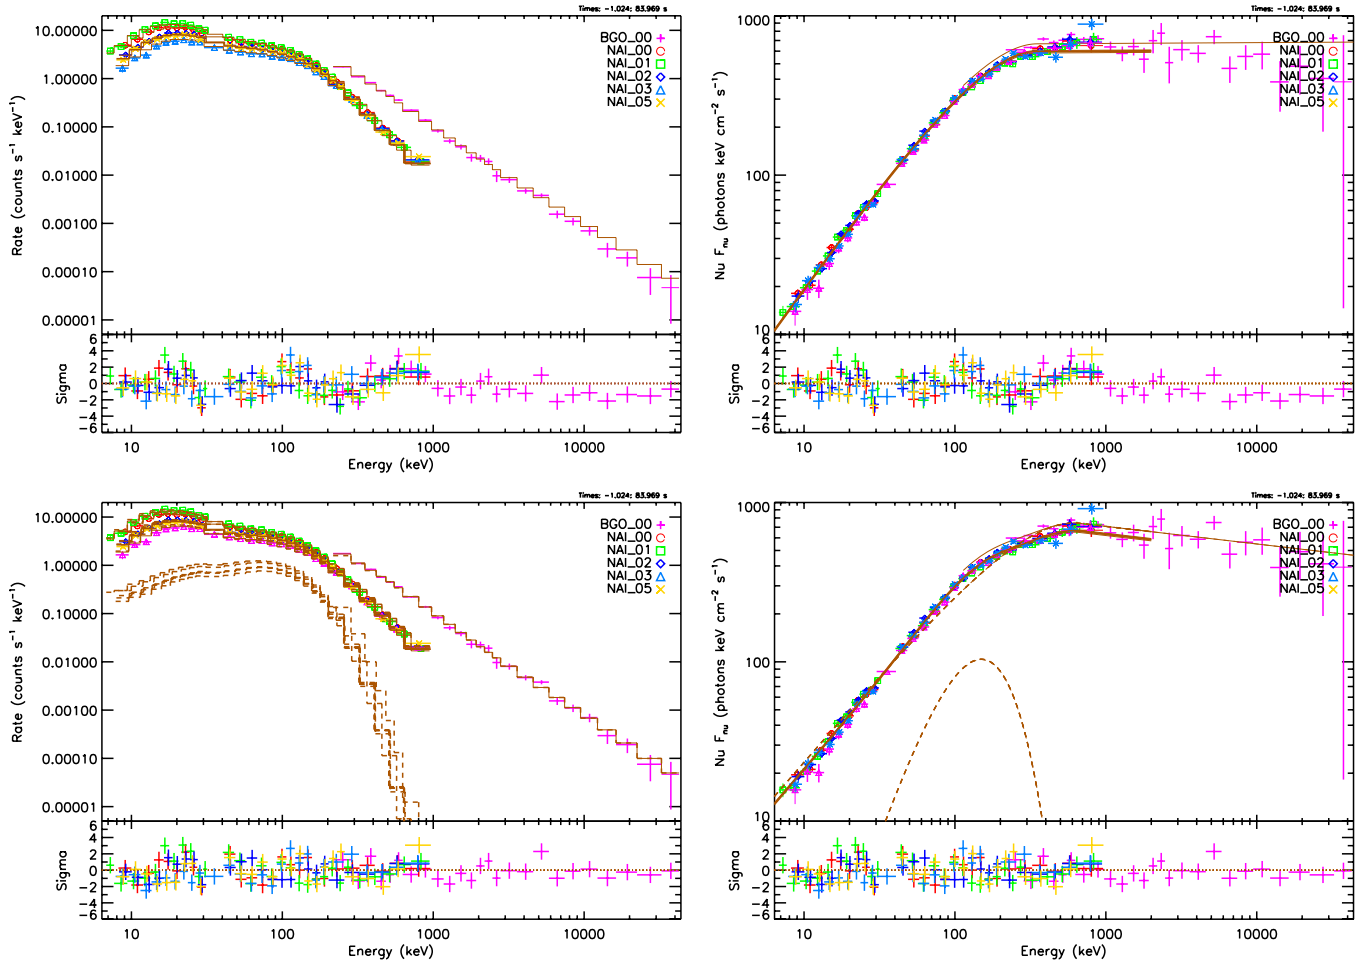 Times: -1.024: 83.969 s
Rate (counts s⁻¹ keV⁻¹)
10.00000
1.00000
0.10000
0.01000
0.00100
0.00010
0.00001
BGO_00
NAI_00
NAI_01
NAI_02
NAI_03
NAI_05
Sigma
6
4
2
0
-2
-4
-6
10 100 1000 10000
Energy (keV)
Times: -1.024: 83.969 s
Nu Fnu (photons keV cm⁻² s⁻¹)
1000
100
10
BGO_00
NAI_00
NAI_01
NAI_02
NAI_03
NAI_05
Sigma
6
4
2
0
-2
-4
-6
10 100 1000 10000
Energy (keV)
Times: -1.024: 83.969 s
Rate (counts s⁻¹ keV⁻¹)
10.00000
1.00000
0.10000
0.01000
0.00100
0.00010
0.00001
BGO_00
NAI_00
NAI_01
NAI_02
NAI_03
NAI_05
Sigma
6
4
2
0
-2
-4
-6
10 100 1000 10000
Energy (keV)
Times: -1.024: 83.969 s
Nu Fnu (photons keV cm⁻² s⁻¹)
1000
100
10
BGO_00
NAI_00
NAI_01
NAI_02
NAI_03
NAI_05
Sigma
6
4
2
0
-2
-4
-6
10 100 1000 10000
Energy (keV)